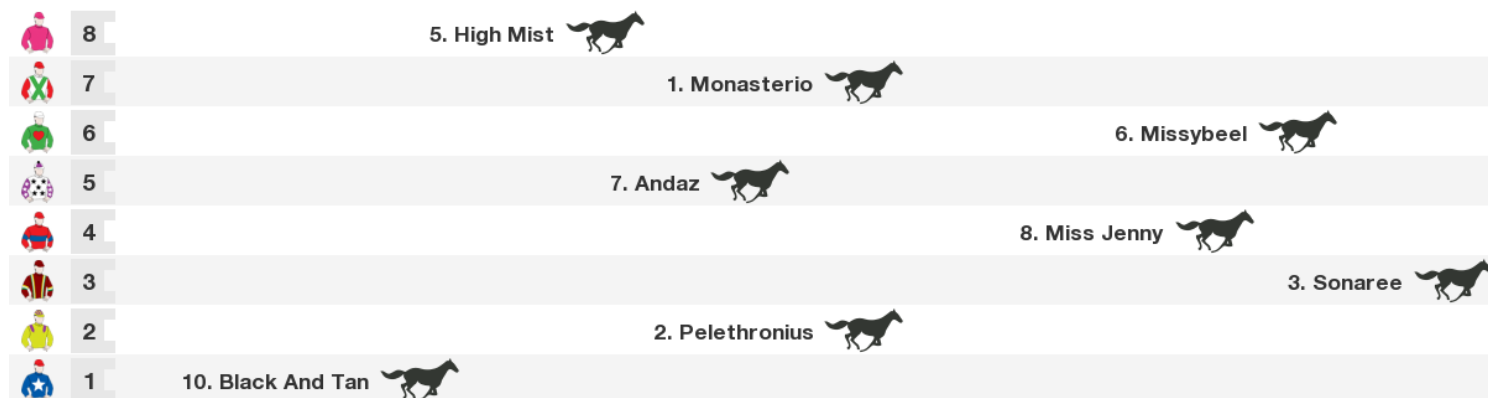 8 5. High Mist
7 1. Monasterio
6 6. Missybeel
5 7. Andaz
4 8. Miss Jenny
3 3. Sonaree
2 2. Pelethronius
1 10. Black And Tan